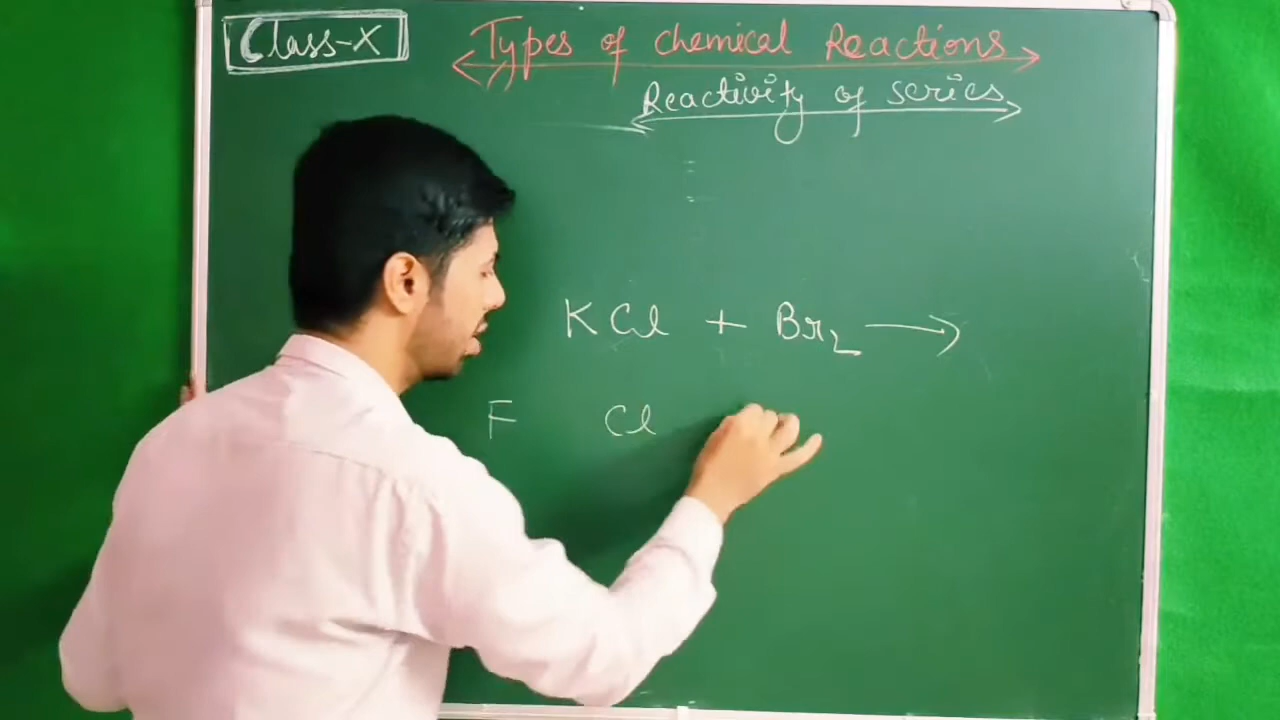 Class-X
Types of chemical Reactions
Reactivity of series
KCl + Br₂ →
F Cl